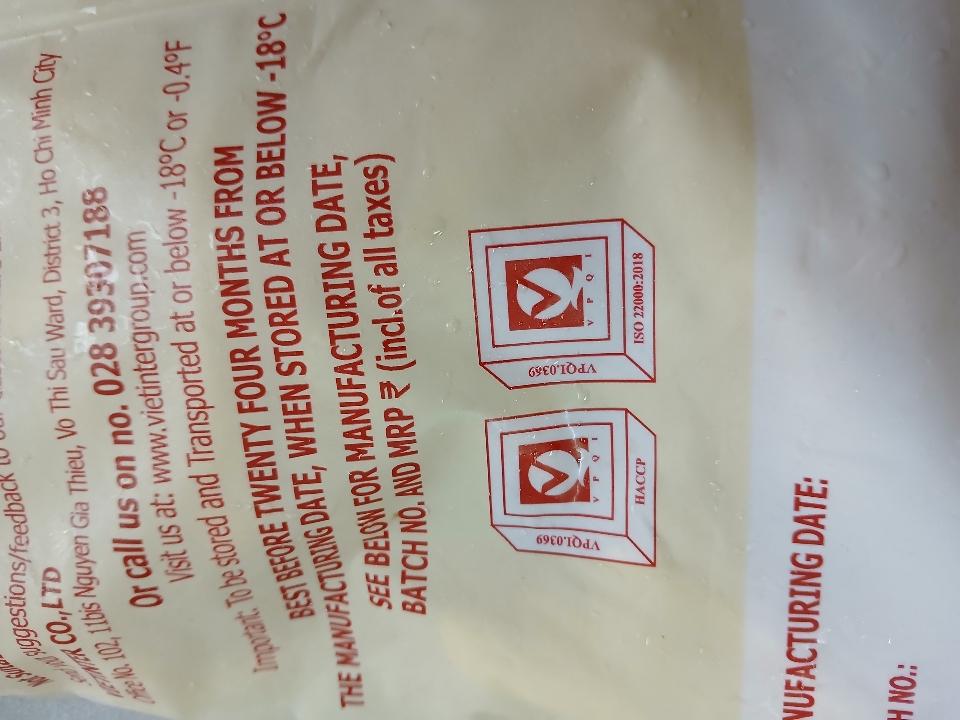 suggestions/feedback to
CO.,LTD
Office No. 102, 11bis Nguyen Gia Thieu, Vo Thi Sau Ward, District 3, Ho Chi Minh City
Or call us on no. 028 39307188
Visit us at: www.vietintergroup.com
Important: To be stored and Transported at or below -18°C or -0.4°F
BEST BEFORE TWENTY FOUR MONTHS FROM
THE MANUFACTURING DATE, WHEN STORED AT OR BELOW -18°C
SEE BELOW FOR MANUFACTURING DATE,
BATCH NO. AND MRP ₹ (incl.of all taxes)
VPQI
HACCP
VPQI.0369
VPQI
ISO 22000:2018
VPQI.0369
NUFACTURING DATE:
H NO.: